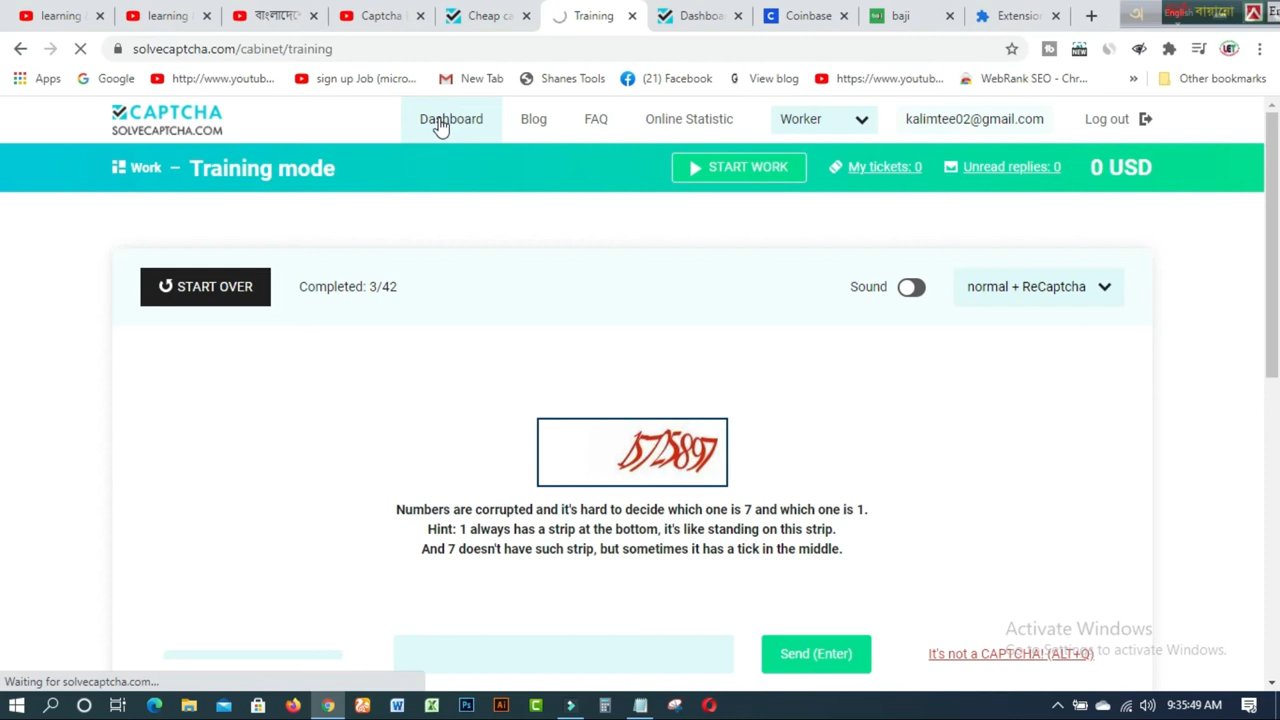 learning
learning
বাংলাদেশে
Captcha
Cheap
Training
Dashboa
Coinbase
baji
Extension
English বাংলা
solvecaptcha.com/cabinet/training
Apps Google http://www.youtub... sign up Job (micro... New Tab Shanes Tools (21) Facebook View blog https://www.youtu... WebRank SEO - Chr... » Other bookmarks
CAPTCHA
SOLVECAPTCHA.COM
Dashboard Blog FAQ Online Statistic Worker kalimtee02@gmail.com Log out
Work – Training mode START WORK My tickets: 0 Unread replies: 0 0 USD
START OVER Completed: 3/42 Sound normal + ReCaptcha
Numbers are corrupted and it's hard to decide which one is 7 and which one is 1.
Hint: 1 always has a strip at the bottom, it's like standing on this strip.
And 7 doesn't have such strip, but sometimes it has a tick in the middle.
Activate Windows
Go to Settings to activate Windows.
Send (Enter) It's not a CAPTCHA! (ALT+Q)
Waiting for solvecaptcha.com...
9:35:49 AM